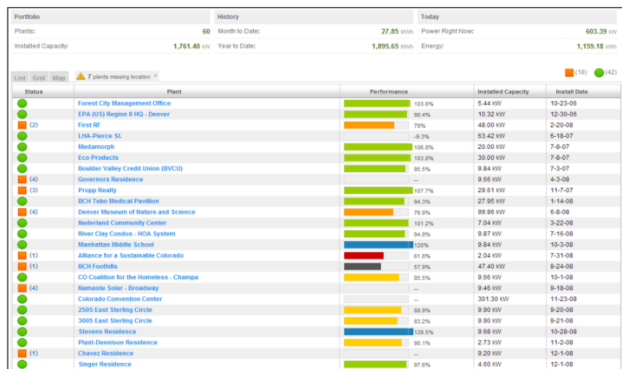 Portfolio History Today
Plants: 60 Month to Date: 27.85 MWh Power Right Now: 603.39 kW
Installed Capacity: 1,761.40 kW Year to Date: 1,895.65 MWh Energy: 1,159.18 kWh
List Grid Map 7 plants missing location × (18) (42)
Status Plant Performance Installed Capacity Install Date
Forest City Management Office 103.8% 5.44 kW 10-23-06
EPA (US) Region 8 HQ - Denver 98.4% 10.32 kW 12-30-06
(2) First RF 78% 48.00 kW 2-20-08
LHA-Pierce St. -9.3% 63.42 kW 6-18-07
Medamorph 106.8% 20.00 kW 7-8-07
Eco Products 103.8% 30.00 kW 7-8-07
Boulder Valley Credit Union (BVCU) 95.5% 9.84 kW 7-3-07
(4) Governors Residence -- 9.66 kW 4-3-08
(3) Propp Realty 107.7% 29.61 kW 11-7-07
BCH Tebo Medical Pavilion 94.3% 27.95 kW 1-14-08
(4) Denver Museum of Nature and Science 76.9% 99.96 kW 6-8-08
Nederland Community Center 101.2% 7.04 kW 3-22-08
River Clay Condos - HOA System 94.8% 9.87 kW 7-16-08
Manhattan Middle School 120% 9.84 kW 10-3-08
(1) Alliance for a Sustainable Colorado 61.8% 2.04 kW 7-31-08
(1) BCH Foothills 57.9% 47.40 kW 8-24-08
CO Coalition for the Homeless - Champa 85.5% 9.66 kW 10-1-08
(4) Namaste Solar - Broadway -- 9.46 kW 9-18-08
Colorado Convention Center -- 301.30 kW 11-23-08
2505 East Sterling Circle 88.9% 9.90 kW 8-20-08
3005 East Sterling Circle 83.2% 9.90 kW 9-21-08
Stevens Residence 129.5% 9.68 kW 10-28-08
Plant-Dennison Residence 90.1% 2.73 kW 11-2-08
(1) Chavez Residence -- 9.20 kW 12-1-08
Singer Residence 97.8% 4.60 kW 12-1-08